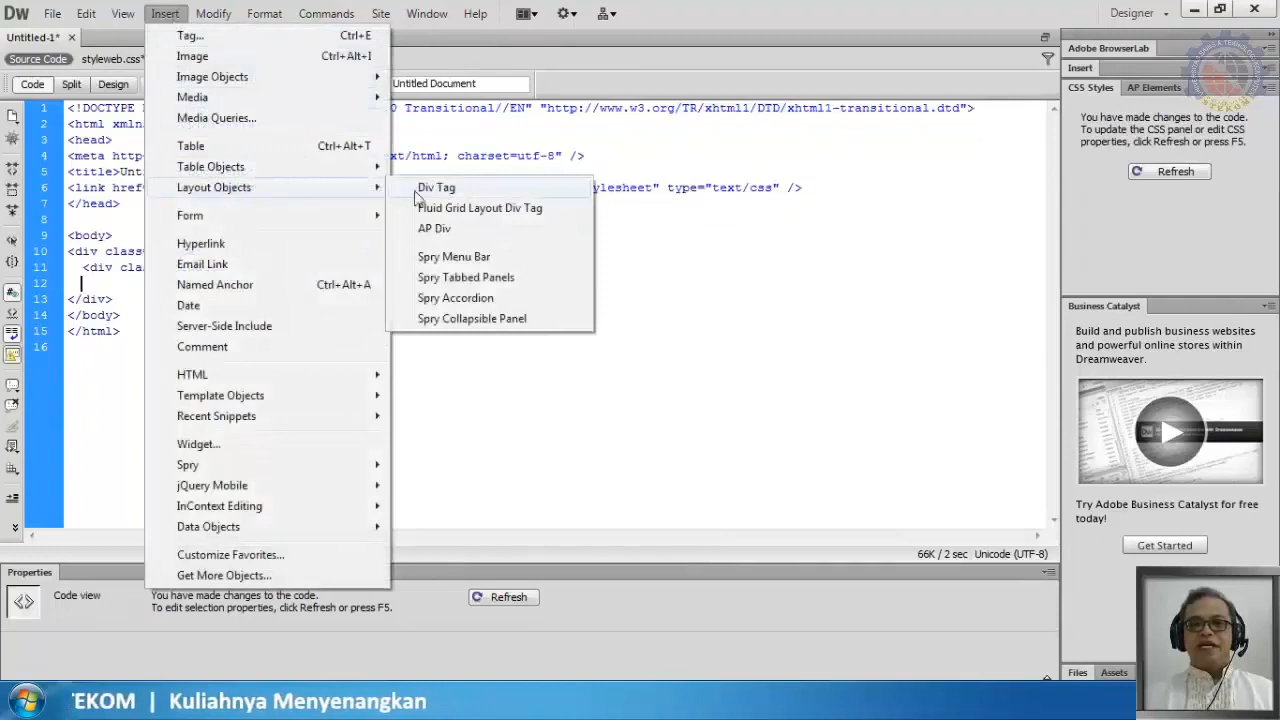 Dw File Edit View Insert Modify Format Commands Site Window Help Designer
Untitled-1* Tag... Ctrl+E
Source Code styleweb.css* Image Ctrl+Alt+I
Code Split Design Image Objects Untitled Document
Media
Media Queries...
Table Ctrl+Alt+T
Table Objects
Layout Objects
Form
Hyperlink
Email Link
Named Anchor Ctrl+Alt+A
Date
Server-Side Include
Comment
HTML
Template Objects
Recent Snippets
Widget...
Spry
jQuery Mobile
InContext Editing
Data Objects
Customize Favorites...
Get More Objects...
Div Tag
Fluid Grid Layout Div Tag
AP Div
Spry Menu Bar
Spry Tabbed Panels
Spry Accordion
Spry Collapsible Panel
1 <!DOCTYPE 0 Transitional//EN" "http://www.w3.org/TR/xhtml1/DTD/xhtml1-transitional.dtd">
2 <html xmln
3 <head>
4 <meta http xt/html; charset=utf-8" />
5 <title>Unt
6 <link href ylesheet" type="text/css" />
7 </head>
8
9 <body>
10 <div class
11 <div cla
12
13 </div>
14 </body>
15 </html>
16
66K / 2 sec Unicode (UTF-8)
Properties
Code view You have made changes to the code.
To edit selection properties, click Refresh or press F5.
Refresh
Adobe BrowserLab
Insert
CSS Styles AP Elements
You have made changes to the code.
To update the CSS panel or edit CSS
properties, click Refresh or press F5.
Refresh
Business Catalyst
Build and publish business websites
and powerful online stores within
Dreamweaver.
Try Adobe Business Catalyst for free
today!
Get Started
Files Assets
EKOM | Kuliahnya Menyenangkan